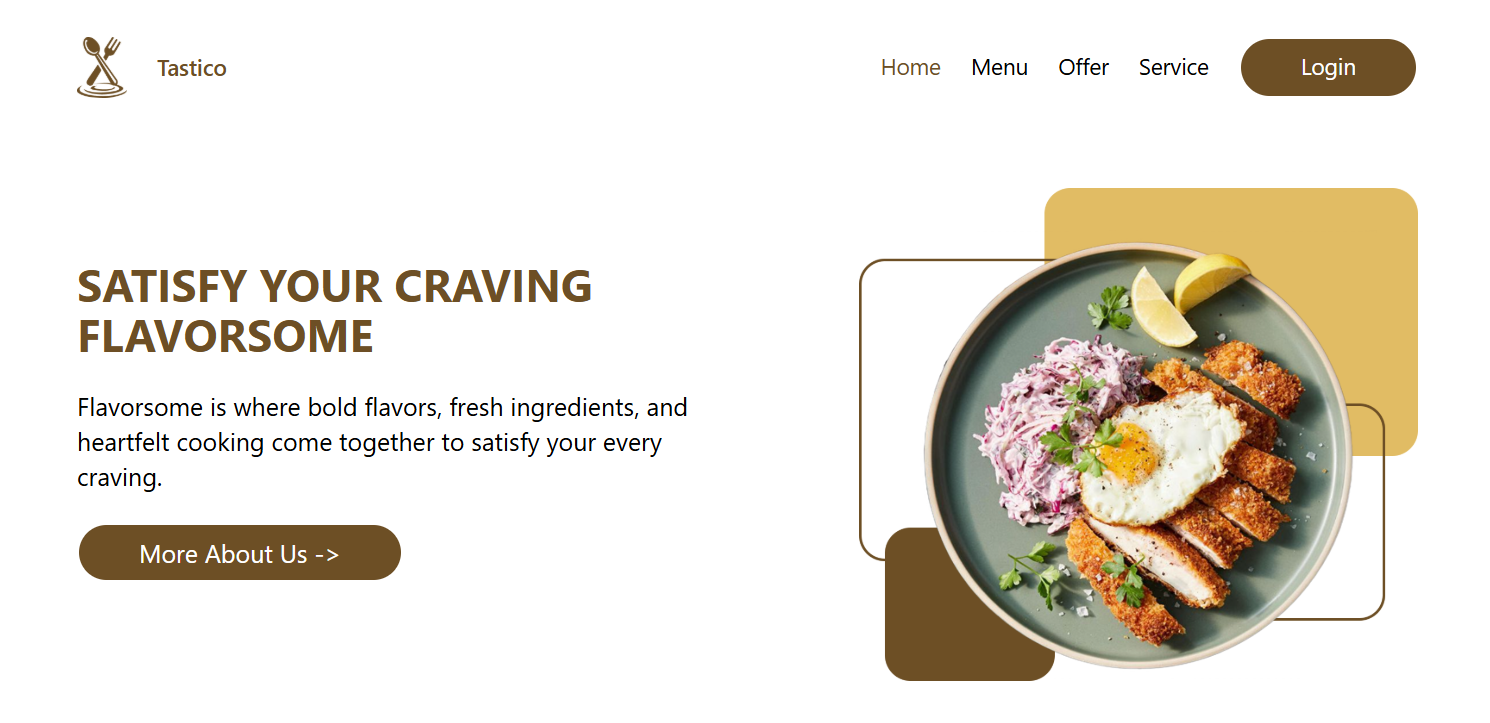 Tastico
Home Menu Offer Service Login
SATISFY YOUR CRAVING
FLAVORSOME
Flavorsome is where bold flavors, fresh ingredients, and
heartfelt cooking come together to satisfy your every
craving.
More About Us ->